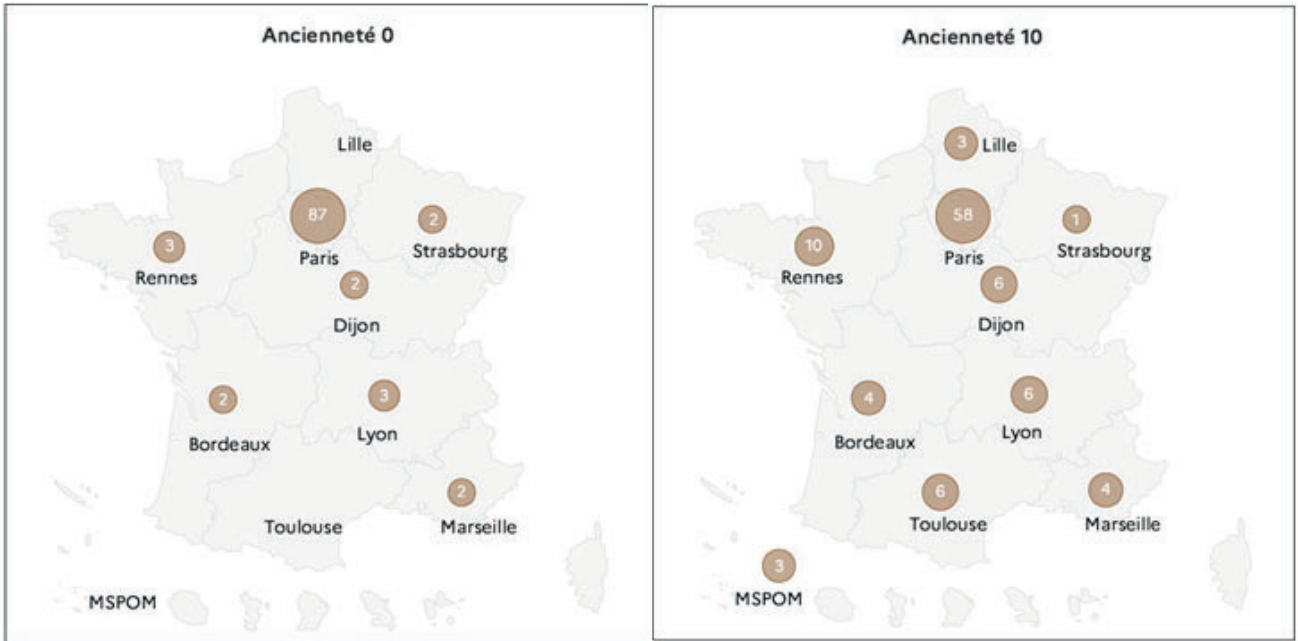 Ancienneté 0
Lille
87
2
3
Paris
Strasbourg
Rennes
2
Dijon
2
3
Bordeaux
Lyon
2
Toulouse
Marseille
MSPOM
Ancienneté 10
3 Lille
58
1
10
Paris
Strasbourg
Rennes
6
Dijon
4
6
Bordeaux
Lyon
6
4
Toulouse
Marseille
3
MSPOM